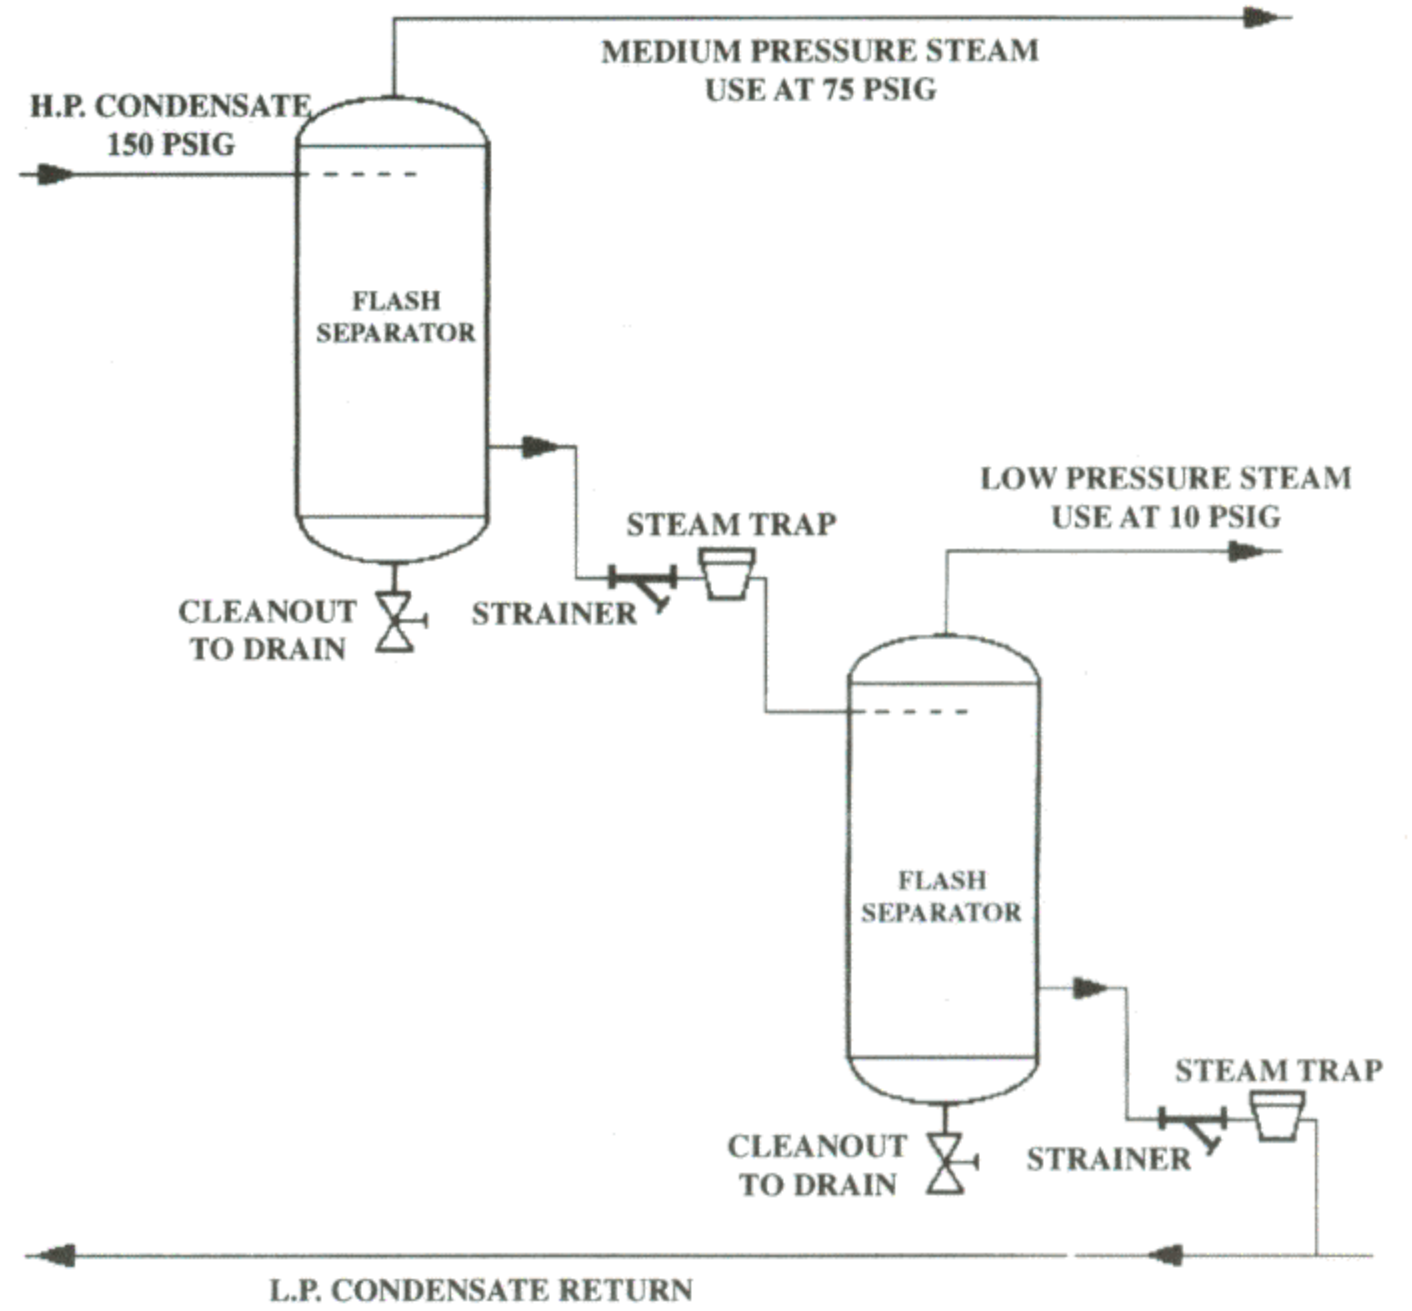 MEDIUM PRESSURE STEAM
USE AT 75 PSIG
H.P. CONDENSATE
150 PSIG
FLASH
SEPARATOR
LOW PRESSURE STEAM
USE AT 10 PSIG
STEAM TRAP
STRAINER
CLEANOUT
TO DRAIN
FLASH
SEPARATOR
STEAM TRAP
STRAINER
CLEANOUT
TO DRAIN
L.P. CONDENSATE RETURN